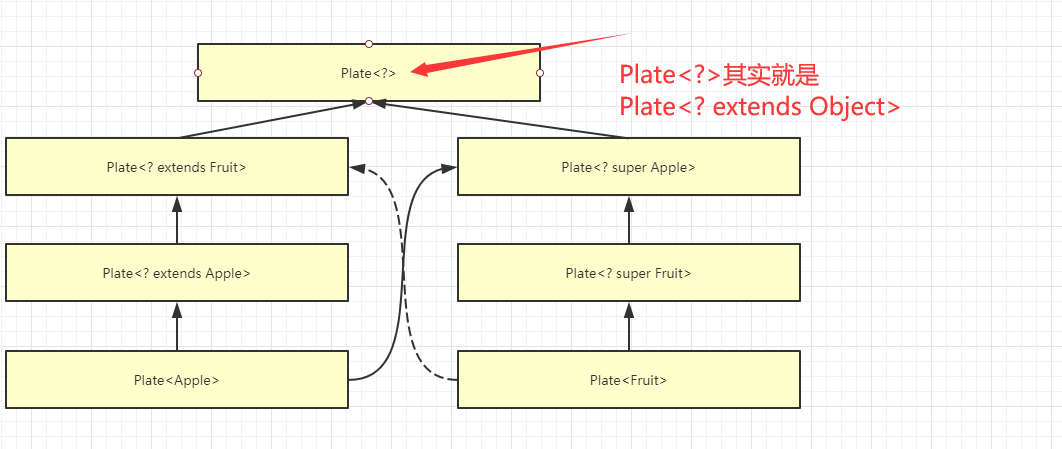 Plate<?>
Plate<?>其实就是
Plate<? extends Object>
Plate<? extends Fruit>
Plate<? super Apple>
Plate<? extends Apple>
Plate<? super Fruit>
Plate<Apple>
Plate<Fruit>